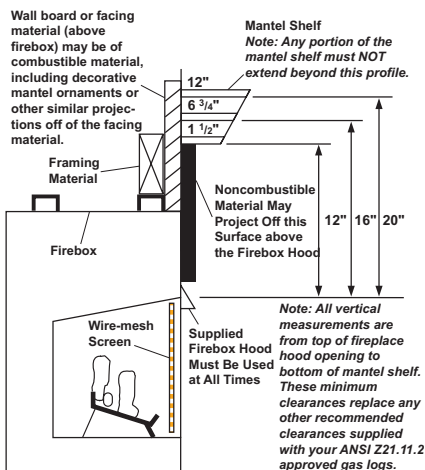 Wall board or facing
material (above
firebox) may be of
combustible material,
including decorative
mantel ornaments or
other similar projec-
tions off of the facing
material.
Mantel Shelf
Note: Any portion of the
mantel shelf must NOT
extend beyond this profile.
12"
6 3/4"
1 1/2"
Framing
Material
Noncombustible
Material May
Project Off this
Surface above
the Firebox Hood
12"
16"
20"
Firebox
Wire-mesh
Screen
Supplied
Firebox Hood
Must Be Used
at All Times
Note: All vertical
measurements are
from top of fireplace
hood opening to
bottom of mantel shelf.
These minimum
clearances replace any
other recommended
clearances supplied
with your ANSI Z21.11.2
approved gas logs.